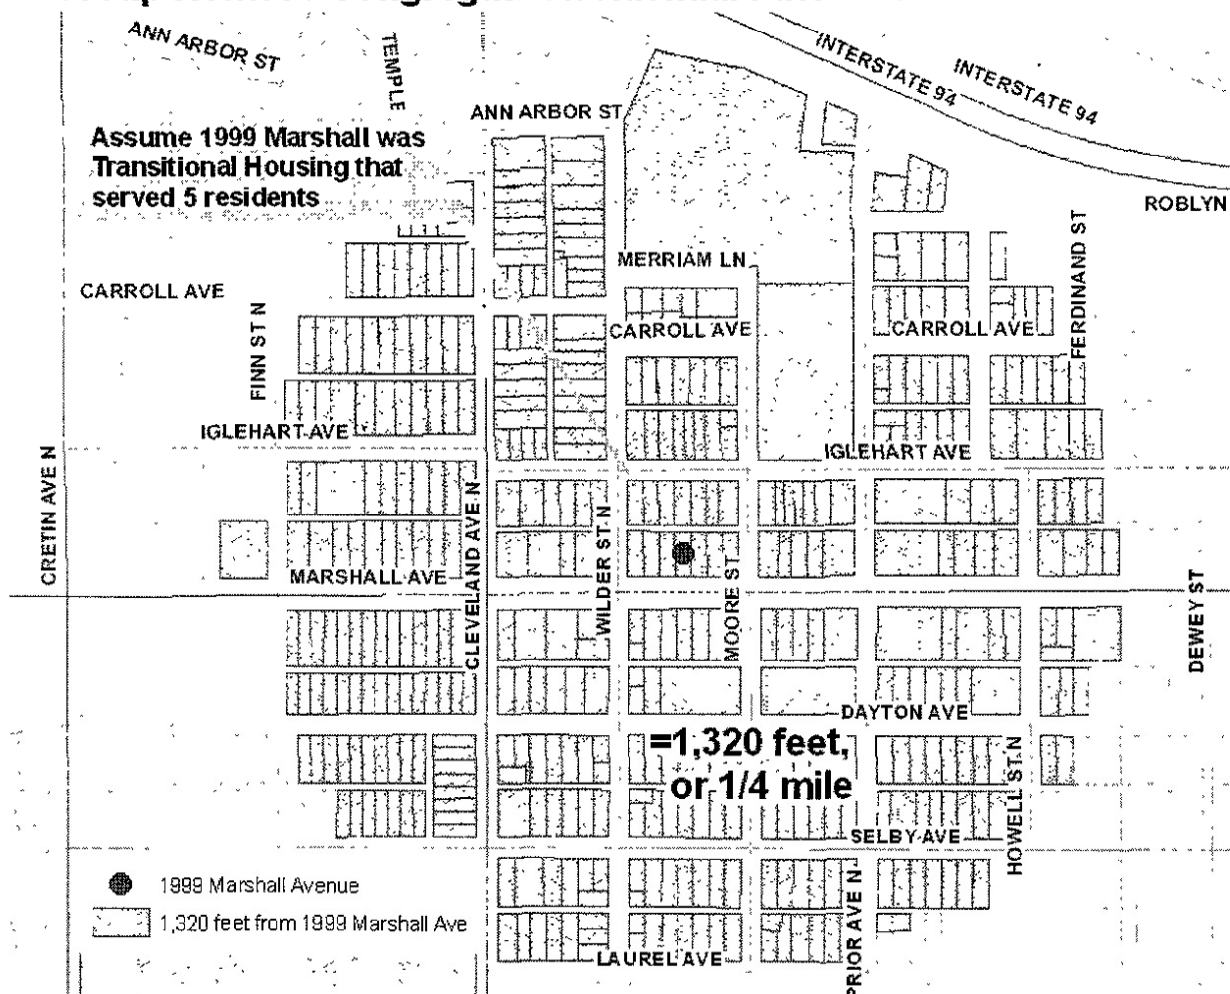 ANN ARBOR ST
TEMPLE
INTERSTATE 94
INTERSTATE 94
ANN ARBOR ST
Assume 1999 Marshall was
Transitional Housing that
served 5 residents
ROBLYN
FERDINAND ST
MERRIAM LN
CARROLL AVE
FINN ST N
CARROLL AVE
CARROLL AVE
IGLEHART AVE
IGLEHART AVE
CRETIN AVE N
CLEVELAND AVE N
WILDER ST N
MARSHALL AVE
MOORE ST
DEWEY ST
DAYTON AVE
=1,320 feet,
or 1/4 mile
HOWELL ST N
SELBY AVE
1999 Marshall Avenue
1,320 feet from 1999 Marshall Ave
PRIOR AVE N
LAUREL AVE